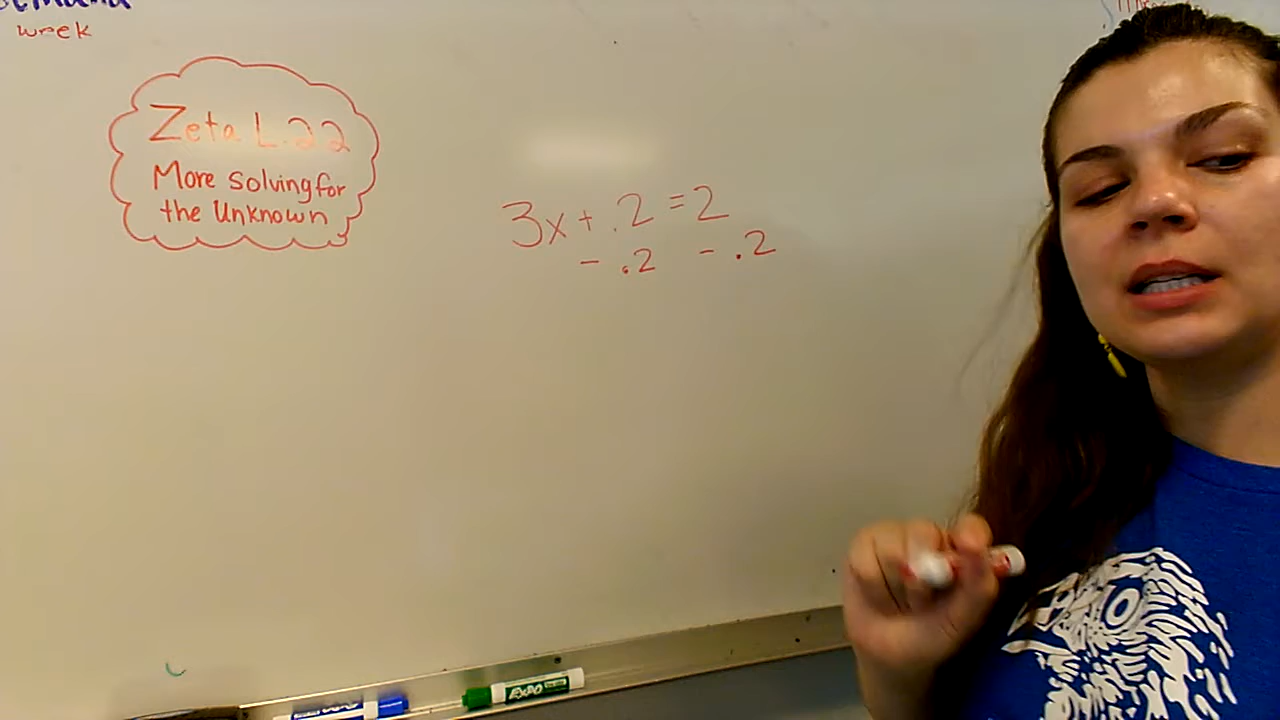 week
Zeta L.22
More solving for
the Unknown
3x + .2 = 2
- .2 - .2
EXPO